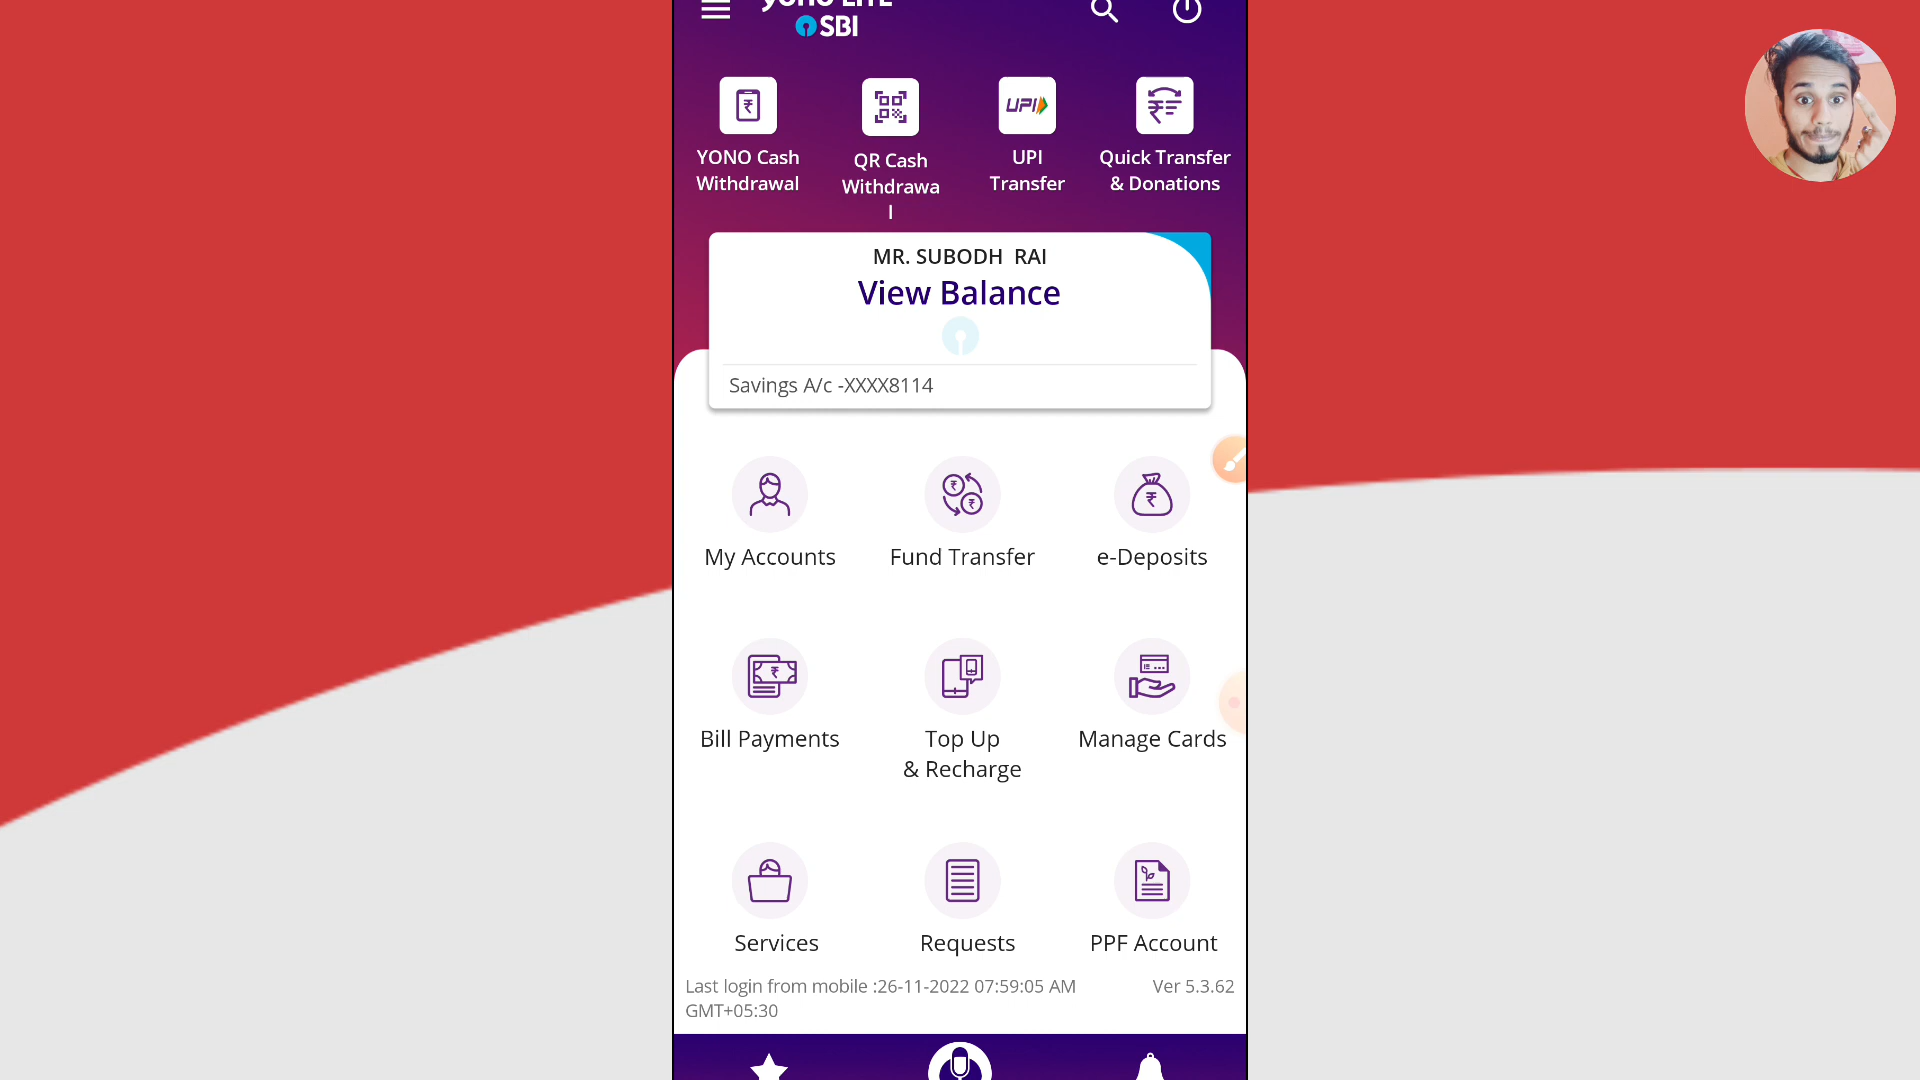 YONO LITE
SBI
YONO Cash
Withdrawal
QR Cash
Withdrawa
l
UPI
UPI
Transfer
Quick Transfer
& Donations
MR. SUBODH RAI
View Balance
Savings A/c -XXXX8114
My Accounts
Fund Transfer
e-Deposits
Bill Payments
Top Up
& Recharge
Manage Cards
Services
Requests
PPF Account
Last login from mobile :26-11-2022 07:59:05 AM
GMT+05:30
Ver 5.3.62